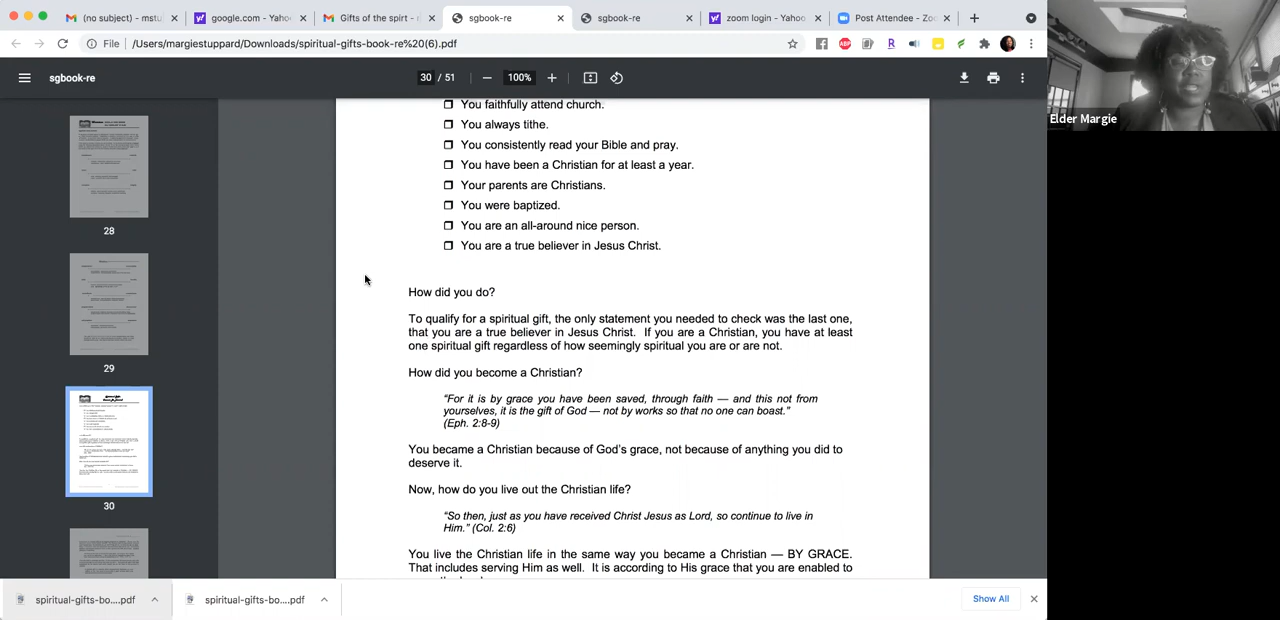 (no subject) - mstu
google.com - Yahoo
Gifts of the spirt - r
sgbook-re
sgbook-re
zoom login - Yahoo
Post Attendee - Zo
File
/Users/margiestuppard/Downloads/spiritual-gifts-book-re%20(6).pdf
ABP
R
sgbook-re
30 / 51
100%
Elder Margie
28
29
30
You faithfully attend church.
You always tithe.
You consistently read your Bible and pray.
You have been a Christian for at least a year.
Your parents are Christians.
You were baptized.
You are an all-around nice person.
You are a true believer in Jesus Christ.
How did you do?
To qualify for a spiritual gift, the only statement you needed to check was the last one,
that you are a true believer in Jesus Christ. If you are a Christian, you have at least
one spiritual gift regardless of how seemingly spiritual you are or are not.
How did you become a Christian?
"For it is by grace you have been saved, through faith — and this not from
yourselves, it is the gift of God — not by works so that no one can boast."
(Eph. 2:8-9)
You became a Christian because of God's grace, not because of anything you did to
deserve it.
Now, how do you live out the Christian life?
"So then, just as you have received Christ Jesus as Lord, so continue to live in
Him." (Col. 2:6)
You live the Christian life in the same way you became a Christian — BY GRACE.
That includes serving Him as well. It is according to His grace that you are enabled to
spiritual-gifts-bo....pdf
spiritual-gifts-bo....pdf
Show All